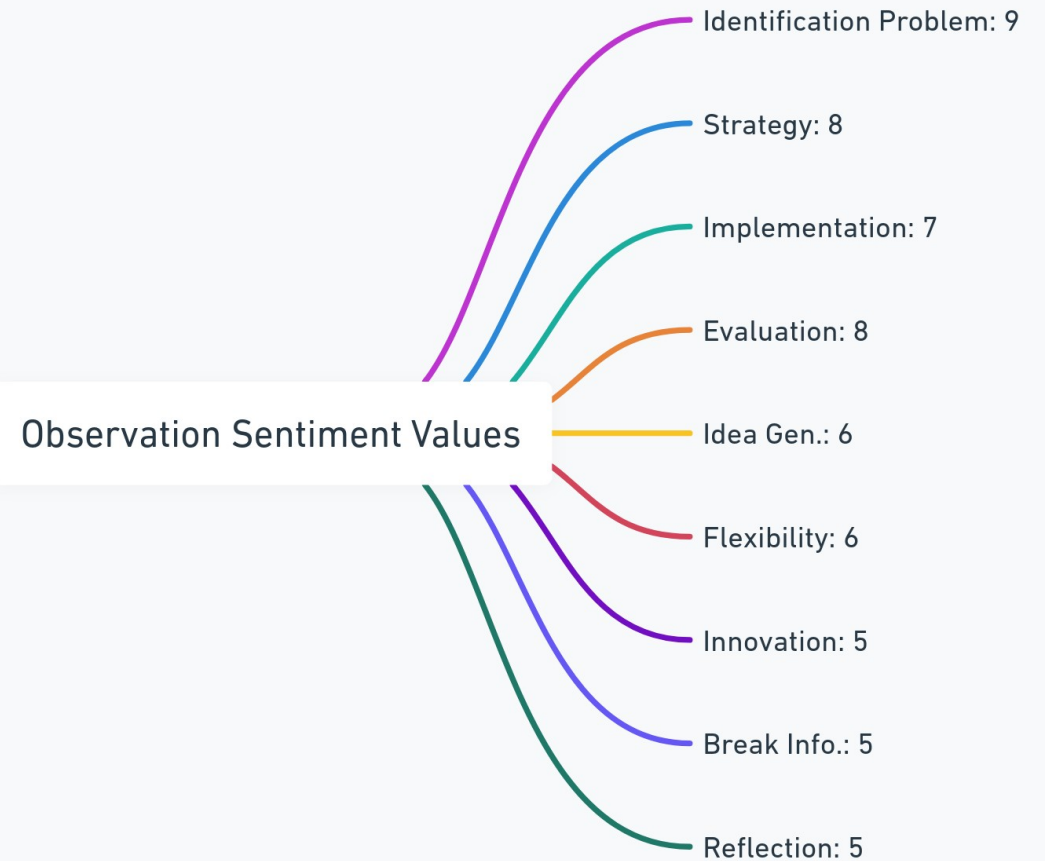 Identification Problem: 9
Strategy: 8
Implementation: 7
Evaluation: 8
Observation Sentiment Values
Idea Gen.: 6
Flexibility: 6
Innovation: 5
Break Info.: 5
Reflection: 5